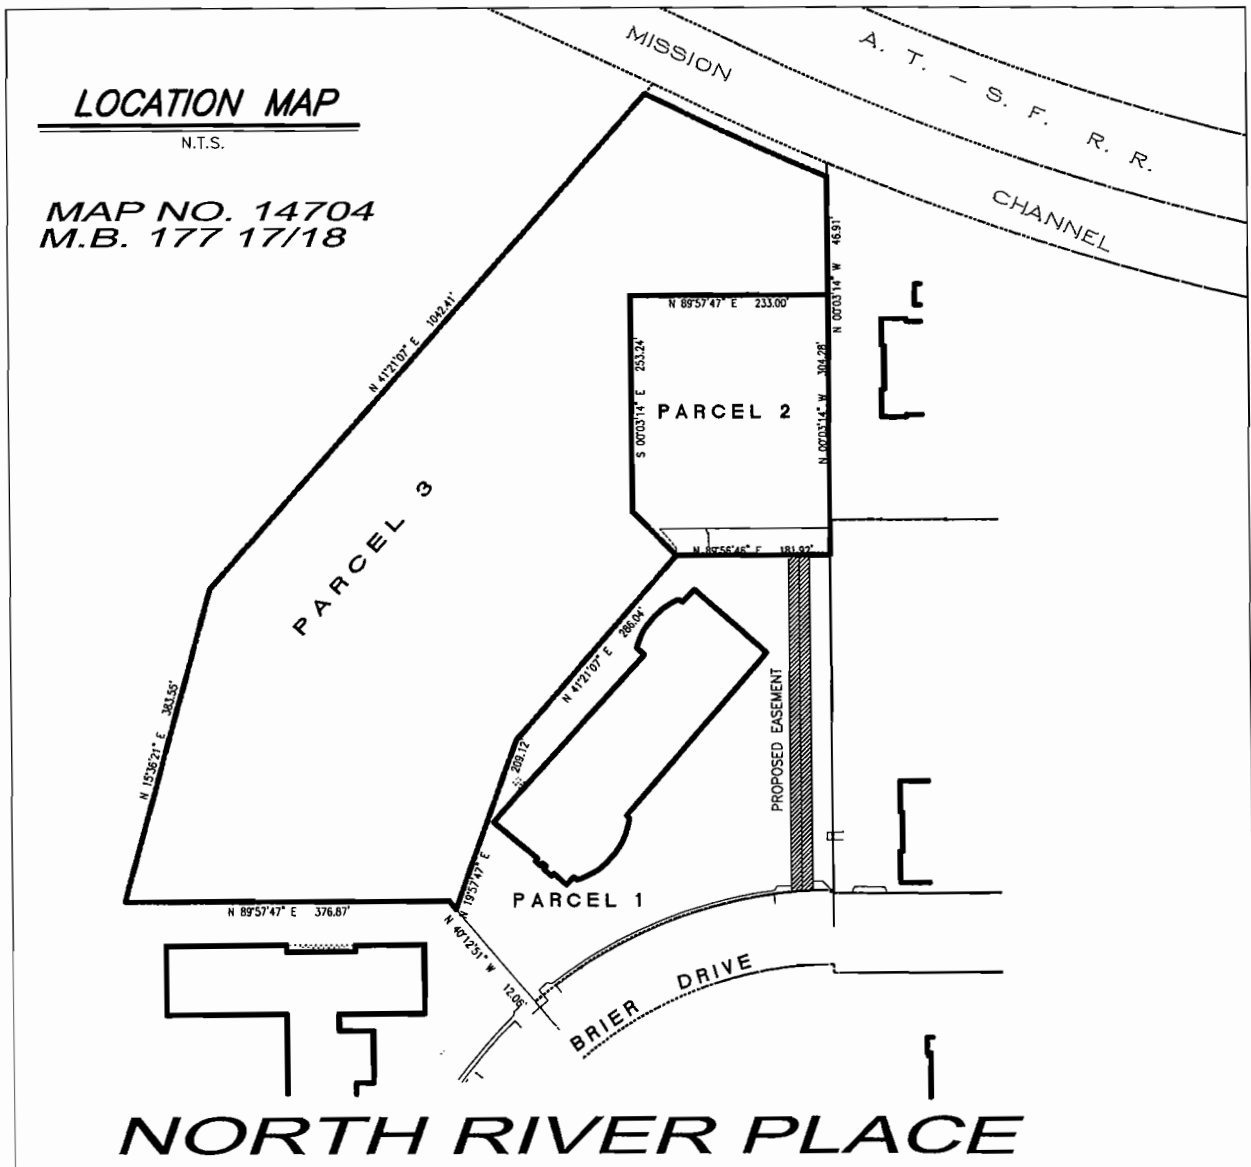 LOCATION MAP
N.T.S.
MAP NO. 14704
M.B. 177 17/18
MISSION
CHANNEL
A. T. – S. F. R. R.
N 00°03'14" W 46.91'
N 89°57'47" E 233.00'
S 00°03'14" E 253.24'
PARCEL 2
N 00°03'14" W 304.28'
N 89°56'46" E 181.92'
N 41°21'07" E 1042.41'
PARCEL 3
N 41°21'07" E 286.04'
N 15°36'21" E 383.55'
209.12'
N 19°57'47" E
PROPOSED EASEMENT
PARCEL 1
N 89°57'47" E 376.87'
N 40°12'51" W 12.06'
BRIER DRIVE
NORTH RIVER PLACE